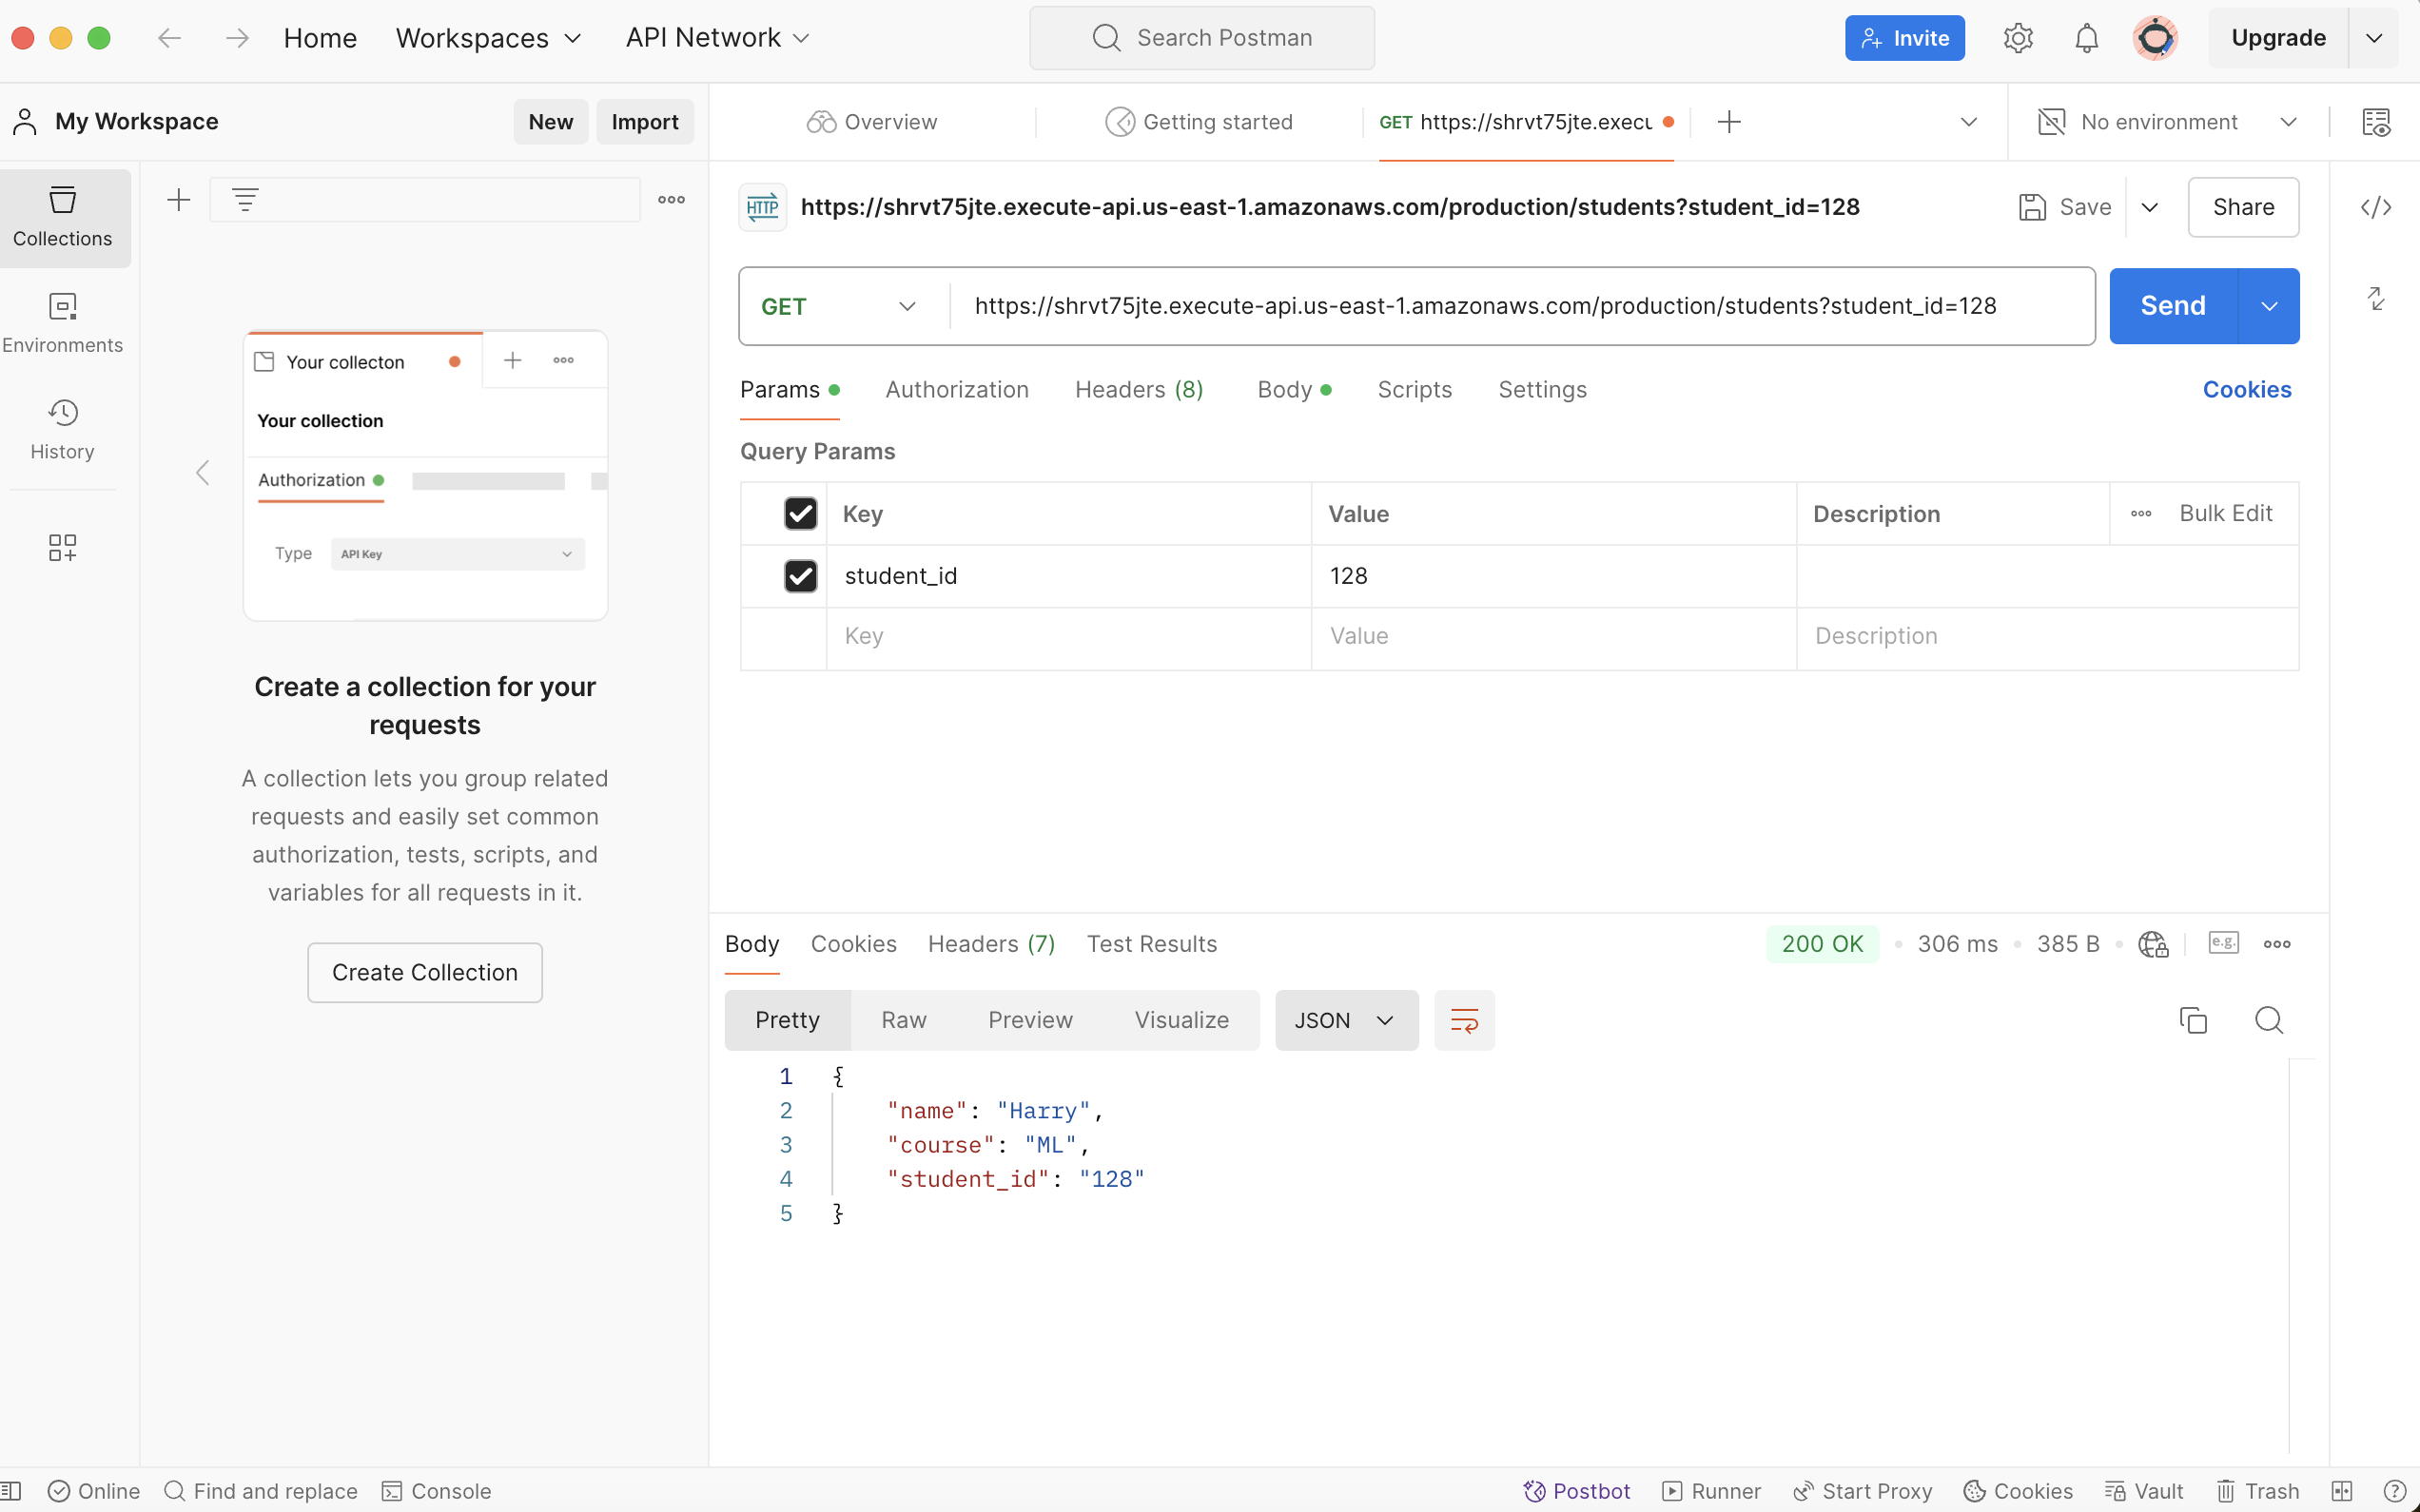 Home Workspaces API Network Search Postman Invite Upgrade
My Workspace New Import Overview Getting started GET https://shrvt75jte.execu No environment
Collections
Environments
History
Your collecton
Your collection
Authorization
Type API Key
Create a collection for your
requests
A collection lets you group related
requests and easily set common
authorization, tests, scripts, and
variables for all requests in it.
Create Collection
HTTP https://shrvt75jte.execute-api.us-east-1.amazonaws.com/production/students?student_id=128 Save Share
GET https://shrvt75jte.execute-api.us-east-1.amazonaws.com/production/students?student_id=128 Send
Params Authorization Headers (8) Body Scripts Settings Cookies
Query Params
Key Value Description Bulk Edit
student_id 128
Key Value Description
Body Cookies Headers (7) Test Results 200 OK 306 ms 385 B e.g.
Pretty Raw Preview Visualize JSON
1 {
2 "name": "Harry",
3 "course": "ML",
4 "student_id": "128"
5 }
Online Find and replace Console Postbot Runner Start Proxy Cookies Vault Trash